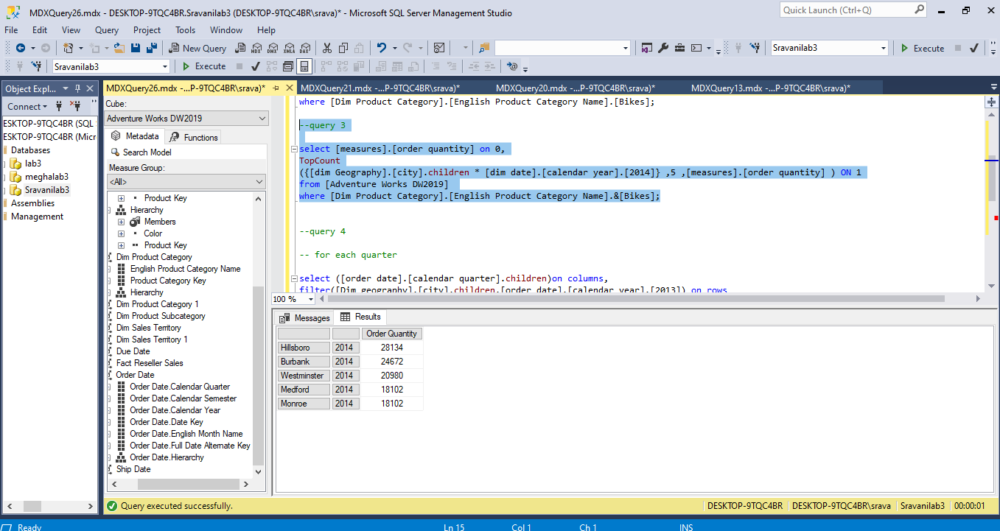 MDXQuery26.mdx - DESKTOP-9TQC4BR.Sravanilab3 (DESKTOP-9TQC4BR\srava)* - Microsoft SQL Server Management Studio
Quick Launch (Ctrl+Q)
File Edit View Query Project Tools Window Help
New Query
MDX DMX XMLA DAX
Sravanilab3
Execute
Sravanilab3
Execute
Object Expl...
Connect
ESKTOP-9TQC4BR (SQL
ESKTOP-9TQC4BR (Micr
Databases
lab3
meghalab3
Sravanilab3
Assemblies
Management
MDXQuery26.mdx -...P-9TQC4BR\srava)*
MDXQuery21.mdx -...P-9TQC4BR\srava)*
MDXQuery20.mdx -...P-9TQC4BR\srava)*
MDXQuery13.mdx -...P-9TQC4BR\srava)*
Cube:
Adventure Works DW2019
Metadata
Functions
Search Model
Measure Group:
<All>
Product Key
Hierarchy
Members
Color
Product Key
Dim Product Category
English Product Category Name
Product Category Key
Hierarchy
Dim Product Category 1
Dim Product Subcategory
Dim Sales Territory
Dim Sales Territory 1
Due Date
Fact Reseller Sales
Order Date
Order Date.Calendar Quarter
Order Date.Calendar Semester
Order Date.Calendar Year
Order Date.Date Key
Order Date.English Month Name
Order Date.Full Date Alternate Key
Order Date.Hierarchy
Ship Date
where [Dim Product Category].[English Product Category Name].[Bikes];
--query 3
select [measures].[order quantity] on 0,
TopCount
({[dim Geography].[city].children * [dim date].[calendar year].[2014]} ,5 ,[measures].[order quantity] ) ON 1
from [Adventure Works DW2019]
where [Dim Product Category].[English Product Category Name].&[Bikes];
--query 4
-- for each quarter
select ([order date].[calendar quarter].children)on columns,
filter([Dim geography].[city].children,[order date].[calendar year].[2013]) on rows
100 %
Messages
Results
Order Quantity
Hillsboro 2014 28134
Burbank 2014 24672
Westminster 2014 20980
Medford 2014 18102
Monroe 2014 18102
Query executed successfully.
DESKTOP-9TQC4BR
DESKTOP-9TQC4BR\srava
Sravanilab3
00:00:01
Ready
Ln 15
Col 1
Ch 1
INS